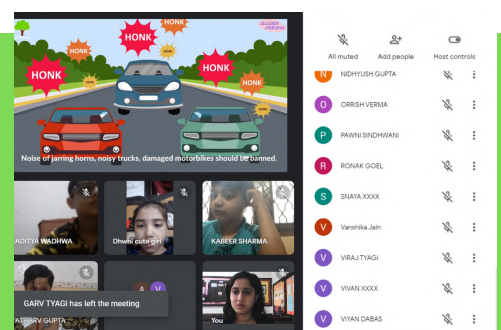 HONK
HONK
HONK
HONK
HONK
HONK
HONK
Noise of jarring horns, noisy trucks, damaged motorbikes should be banned.
ADITYA WADHWA
Dhwni cute girl
KABEER SHARMA
A V
GARV TYAGI has left the meeting
ATHARV GUPTA
You
All muted
Add people
Host controls
N NIDHYUSH GUPTA
O ORRISH VERMA
P PAWNI SINDHWANI
R RONAK GOEL
S SNAYA XXXX
V Vanshika Jain
V VIRAJ TYAGI
V VIVAN XXXX
V VIYAN DABAS